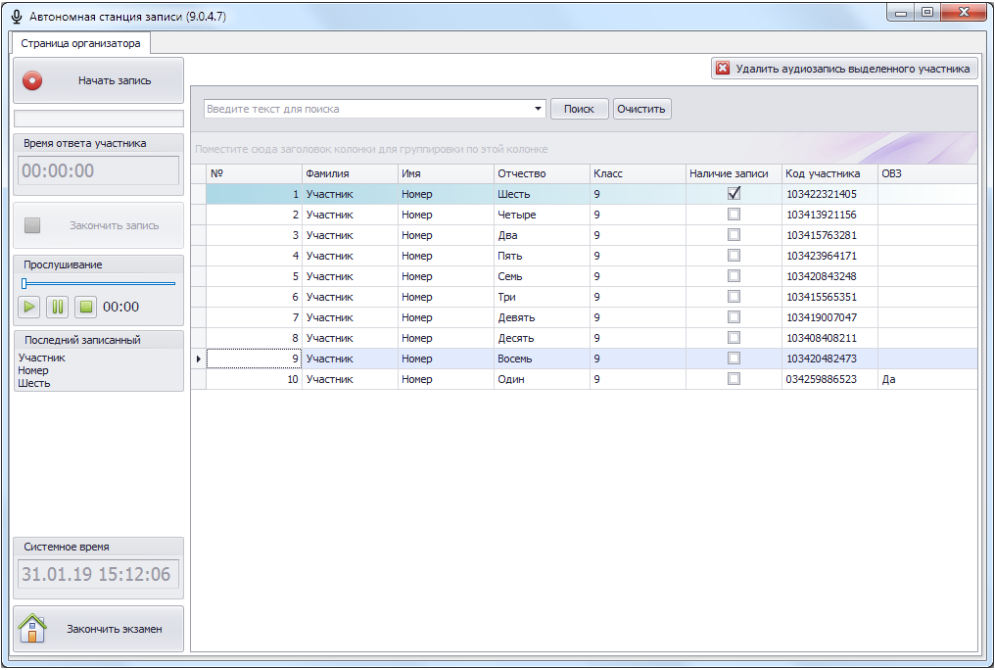 Автономная станция записи (9.0.4.7)
Страница организатора
Начать запись
Удалить аудиозапись выделенного участника
Введите текст для поиска
Поиск
Очистить
Время ответа участника
00:00:00
Поместите сюда заголовок колонки для группировки по этой колонке
№ Фамилия Имя Отчество Класс Наличие записи Код участника ОВЗ
1 Участник Номер Шесть 9 103422321405
2 Участник Номер Четыре 9 103413921156
3 Участник Номер Два 9 103415763281
4 Участник Номер Пять 9 103423964171
5 Участник Номер Семь 9 103420843248
6 Участник Номер Три 9 103415565351
7 Участник Номер Девять 9 103419007047
8 Участник Номер Десять 9 103408408211
9 Участник Номер Восемь 9 103420482473
10 Участник Номер Один 9 034259886523 Да
Закончить запись
Прослушивание
00:00
Последний записанный
Участник
Номер
Шесть
Системное время
31.01.19 15:12:06
Закончить экзамен